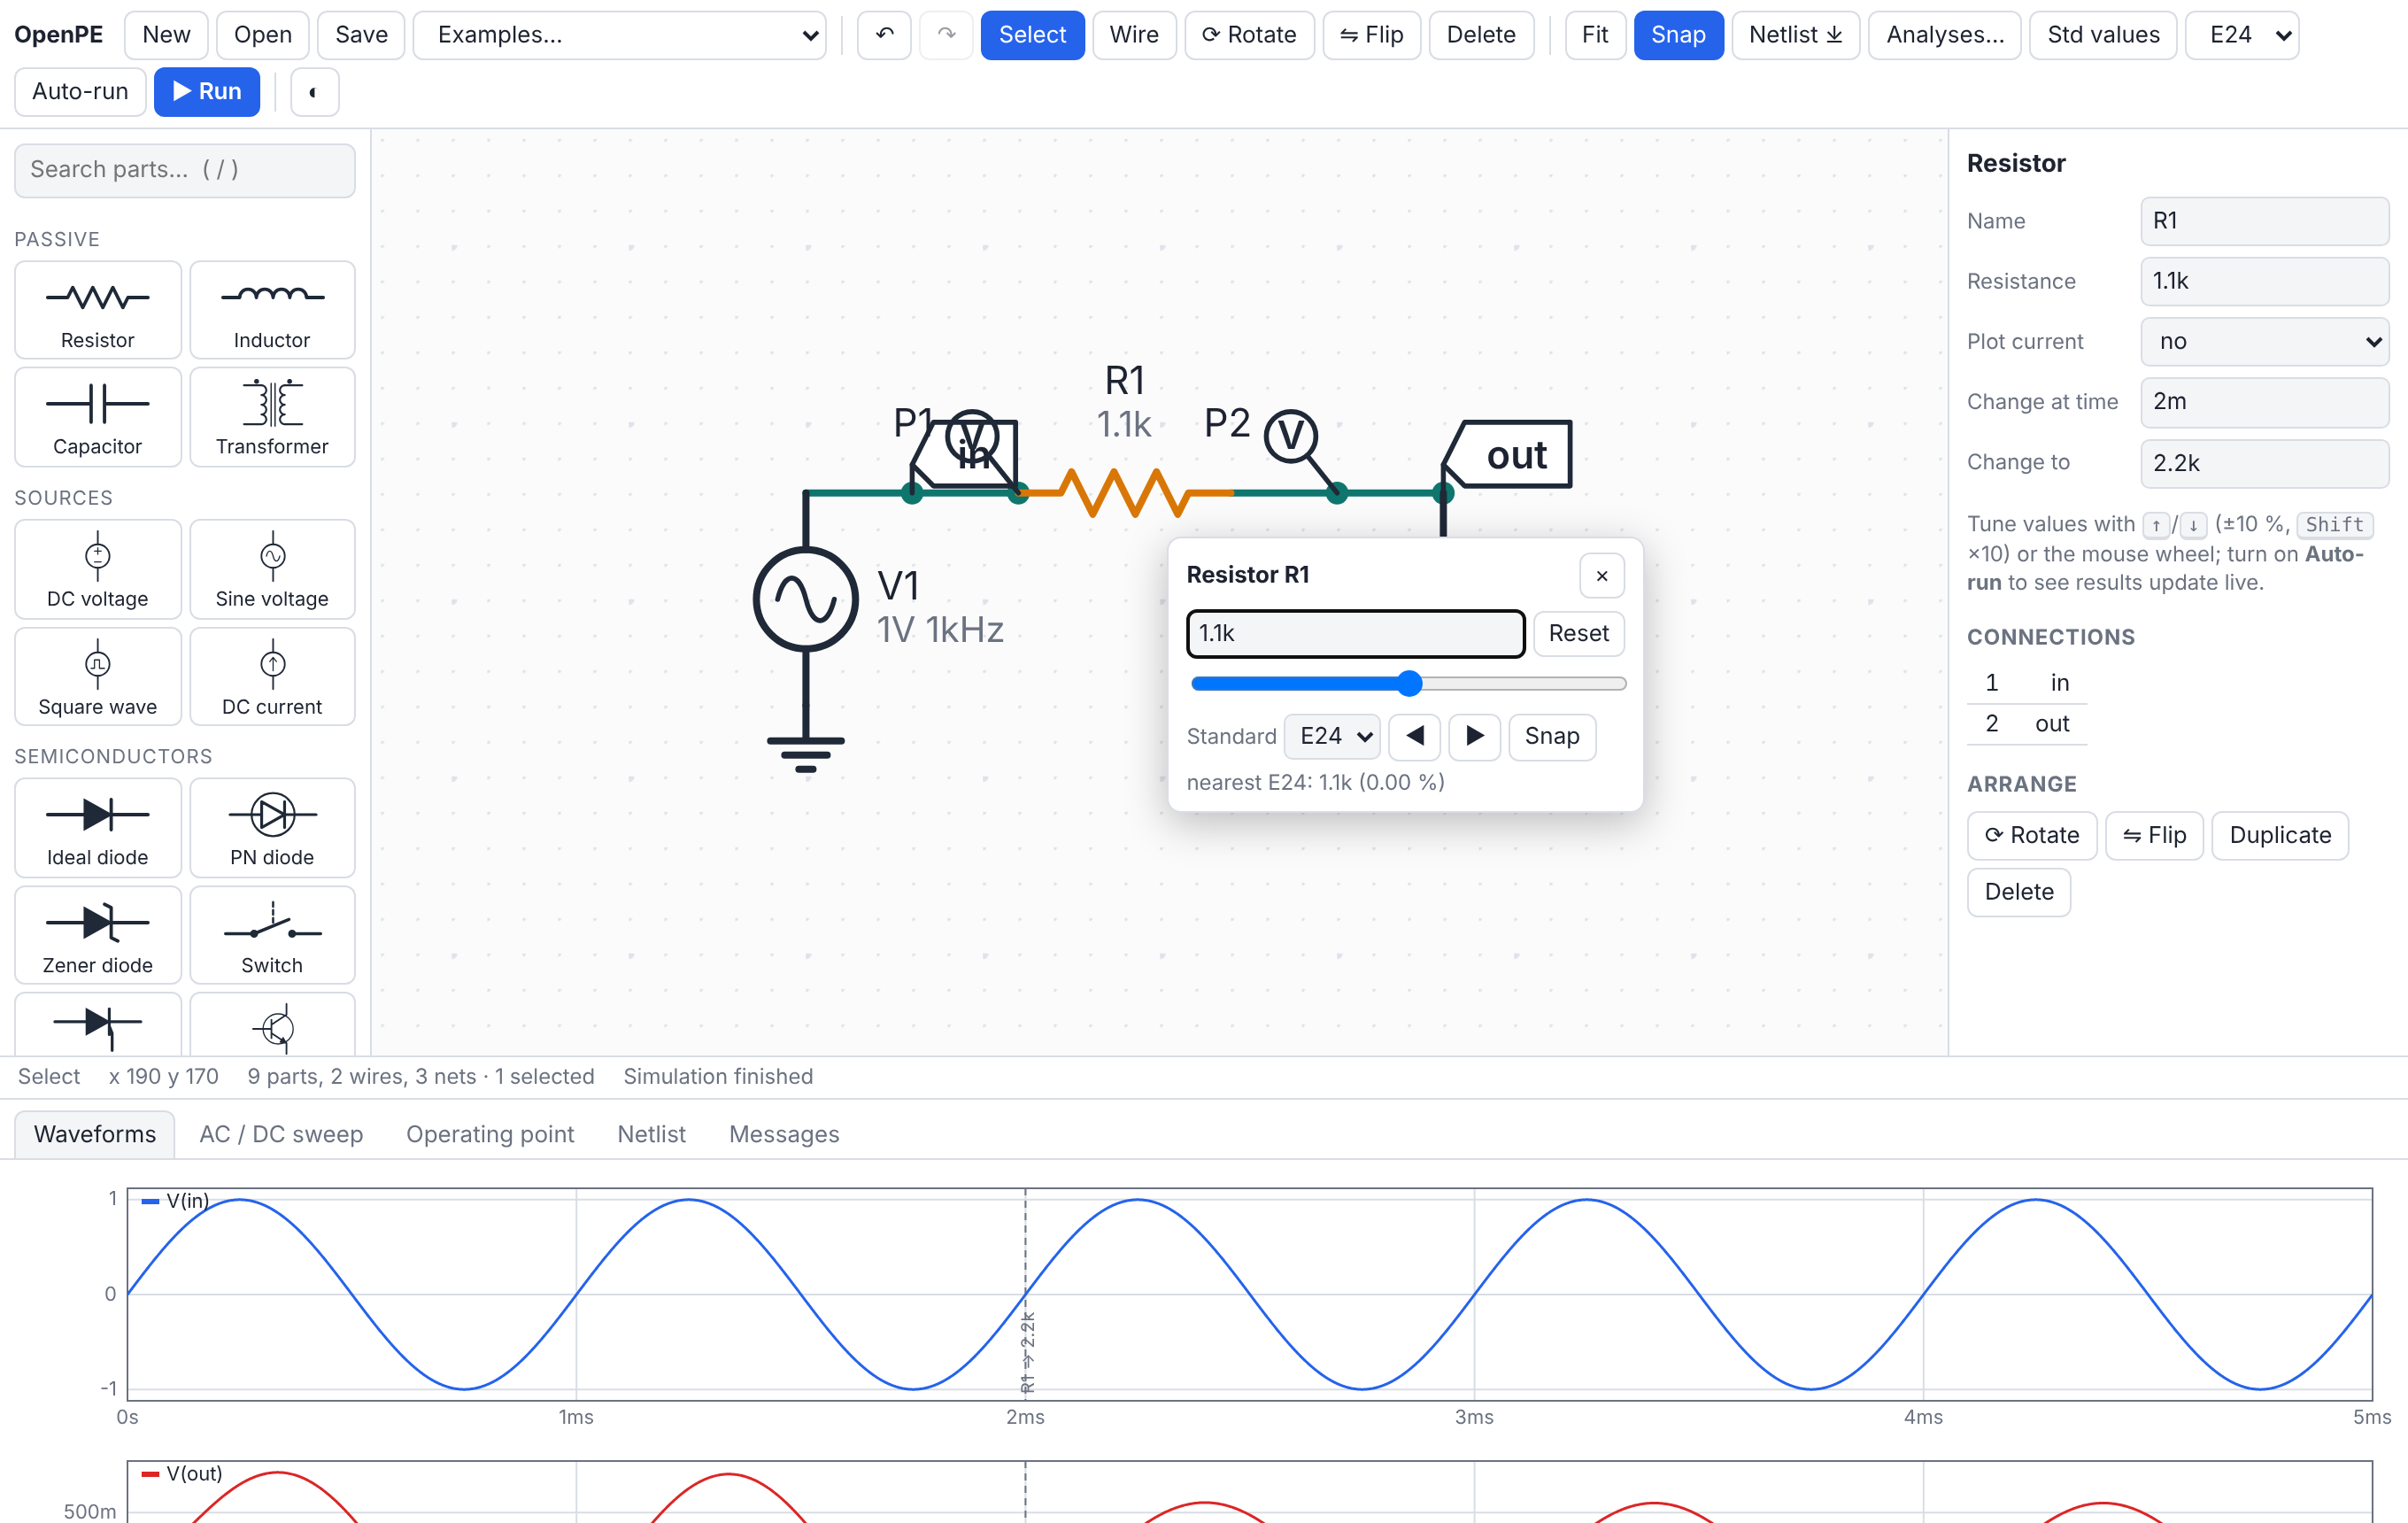 OpenPE New Open Save Examples... ↶ ↷ Select Wire ⟳ Rotate ⇋ Flip Delete Fit Snap Netlist ⤓ Analyses... Std values E24
Auto-run ▶ Run
Search parts... ( / )
PASSIVE
Resistor Inductor
Capacitor Transformer
SOURCES
DC voltage Sine voltage
Square wave DC current
SEMICONDUCTORS
Ideal diode PN diode
Zener diode Switch
R1
1.1k
P1 V in
P2 V
out
V1
1V 1kHz
Resistor R1 ×
1.1k Reset
Standard E24 ◀ ▶ Snap
nearest E24: 1.1k (0.00 %)
Resistor
Name R1
Resistance 1.1k
Plot current no
Change at time 2m
Change to 2.2k
Tune values with ↑/↓ (±10 %, Shift
×10) or the mouse wheel; turn on Auto-
run to see results update live.
CONNECTIONS
1 in
2 out
ARRANGE
⟳ Rotate ⇋ Flip Duplicate
Delete
Select x 190 y 170 9 parts, 2 wires, 3 nets · 1 selected Simulation finished
Waveforms AC / DC sweep Operating point Netlist Messages
V(in)
1
0
-1
R1 → 2.2k
0s 1ms 2ms 3ms 4ms 5ms
V(out)
500m